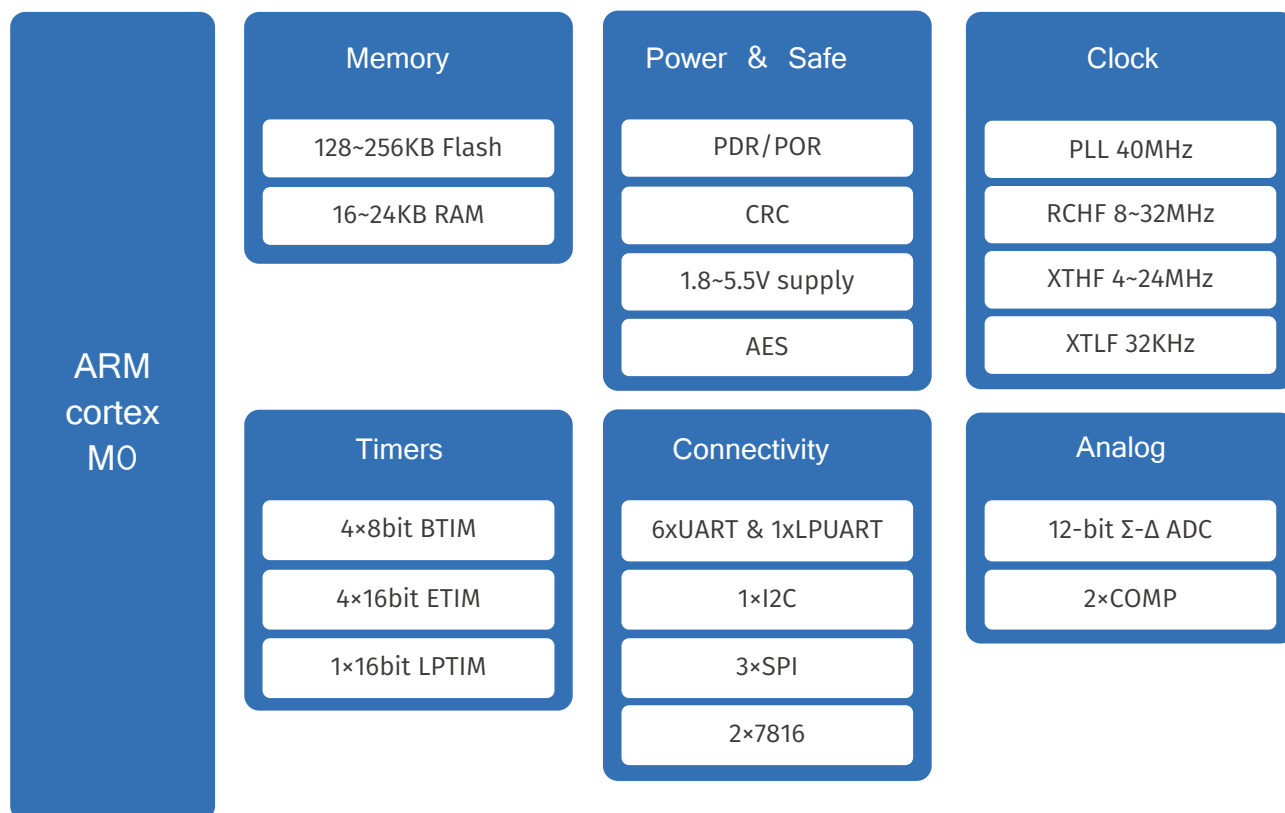 ARM
cortex
M0
Memory
128~256KB Flash
16~24KB RAM
Power & Safe
PDR/POR
CRC
1.8~5.5V supply
AES
Clock
PLL 40MHz
RCHF 8~32MHz
XTHF 4~24MHz
XTLF 32KHz
Timers
4×8bit BTIM
4×16bit ETIM
1×16bit LPTIM
Connectivity
6xUART & 1xLPUART
1×I2C
3×SPI
2×7816
Analog
12-bit Σ-Δ ADC
2×COMP